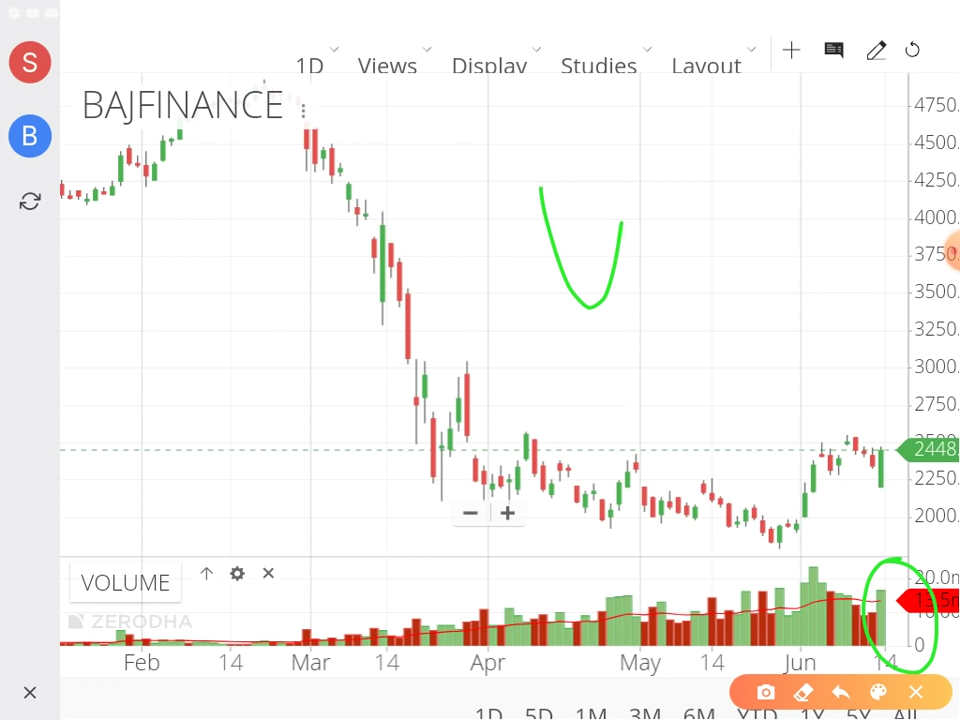 S
B
1D Views Display Studies Layout
BAJFINANCE
4750.
4500.
4250.
4000.
3750.
3500.
3250.
3000.
2750.
2448.
2250.
2000.
VOLUME
20.0m
13.5m
0
ZERODHA
Feb 14 Mar 14 Apr May 14 Jun 14
1D 5D 1M 3M 6M YTD 1Y 5Y All